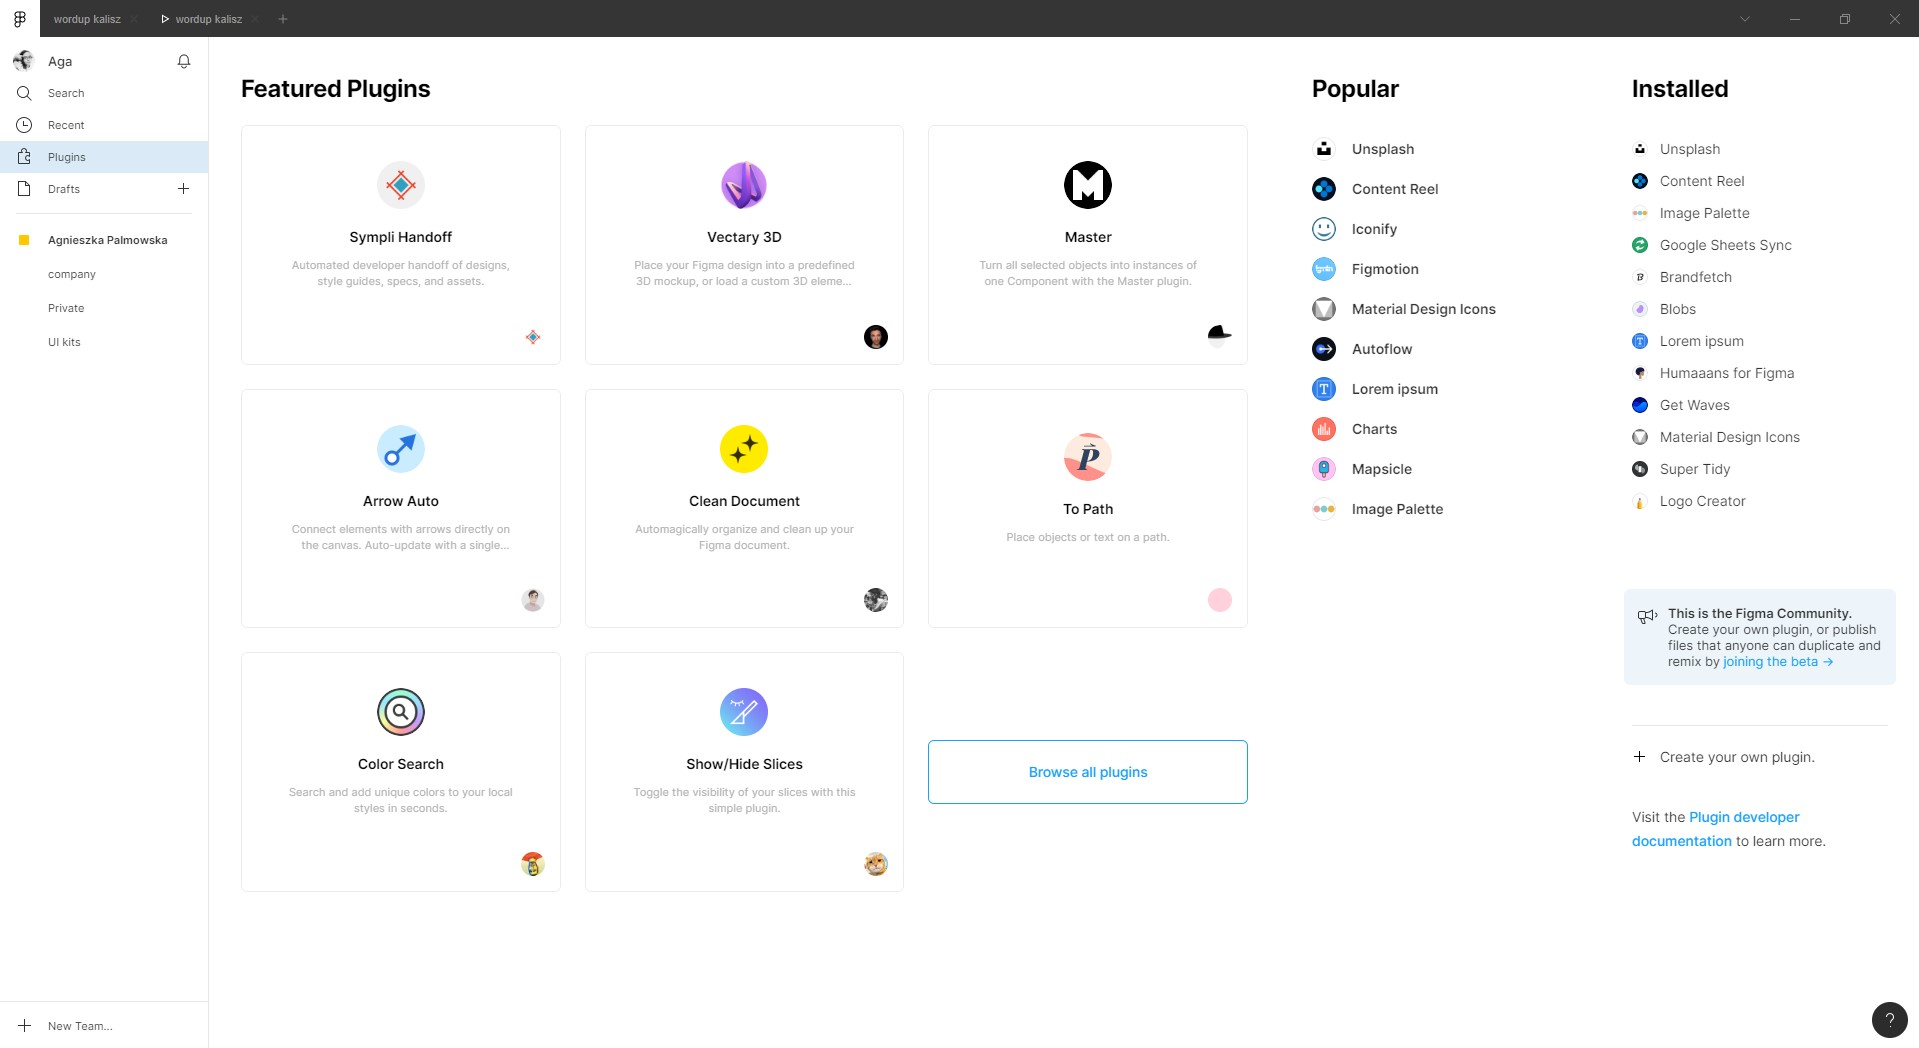 wordup kalisz
wordup kalisz
Aga
Search
Recent
Plugins
Drafts
Agnieszka Palmowska
company
Private
UI kits
New Team...
Featured Plugins
Sympli Handoff
Automated developer handoff of designs,
style guides, specs, and assets.
Vectary 3D
Place your Figma design into a predefined
3D mockup, or load a custom 3D eleme...
M
Master
Turn all selected objects into instances of
one Component with the Master plugin.
Arrow Auto
Connect elements with arrows directly on
the canvas. Auto-update with a single...
Clean Document
Automagically organize and clean up your
Figma document.
P
To Path
Place objects or text on a path.
Color Search
Search and add unique colors to your local
styles in seconds.
Show/Hide Slices
Toggle the visibility of your slices with this
simple plugin.
Browse all plugins
Popular
Unsplash
Content Reel
Iconify
Figmotion
Material Design Icons
Autoflow
T Lorem ipsum
Charts
Mapsicle
Image Palette
Installed
Unsplash
Content Reel
Image Palette
Google Sheets Sync
B Brandfetch
Blobs
T Lorem ipsum
Humaaans for Figma
Get Waves
Material Design Icons
Super Tidy
Logo Creator
This is the Figma Community.
Create your own plugin, or publish
files that anyone can duplicate and
remix by joining the beta →
Create your own plugin.
Visit the Plugin developer
documentation to learn more.
?